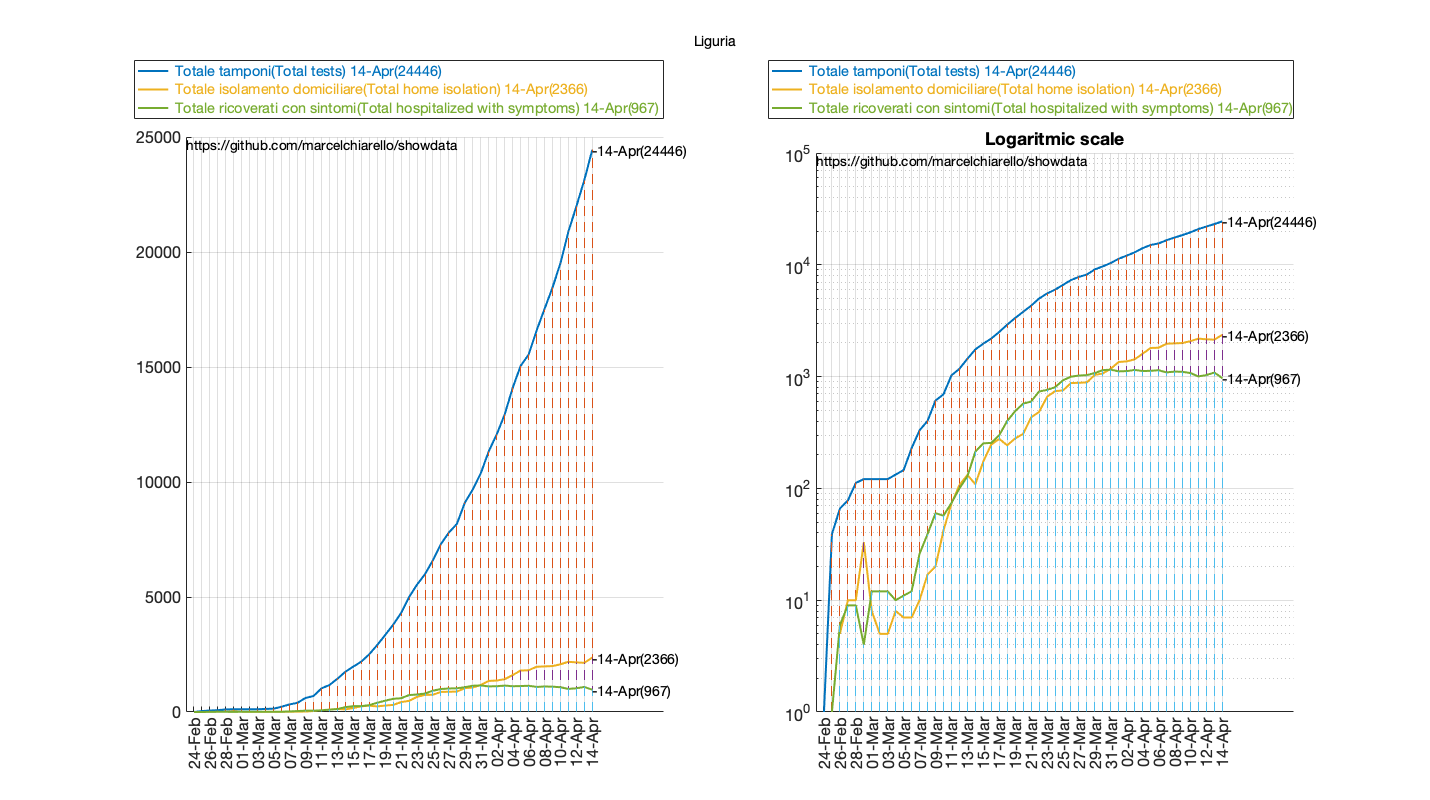 Liguria
Totale tamponi(Total tests) 14-Apr(24446)
Totale isolamento domiciliare(Total home isolation) 14-Apr(2366)
Totale ricoverati con sintomi(Total hospitalized with symptoms) 14-Apr(967)
25000
https://github.com/marcelchiarello/showdata
14-Apr(24446)
20000
15000
10000
5000
14-Apr(2366)
14-Apr(967)
0
24-Feb
26-Feb
28-Feb
01-Mar
03-Mar
05-Mar
07-Mar
09-Mar
11-Mar
13-Mar
15-Mar
17-Mar
19-Mar
21-Mar
23-Mar
25-Mar
27-Mar
29-Mar
31-Mar
02-Apr
04-Apr
06-Apr
08-Apr
10-Apr
12-Apr
14-Apr
Totale tamponi(Total tests) 14-Apr(24446)
Totale isolamento domiciliare(Total home isolation) 14-Apr(2366)
Totale ricoverati con sintomi(Total hospitalized with symptoms) 14-Apr(967)
Logaritmic scale
10^5
https://github.com/marcelchiarello/showdata
14-Apr(24446)
10^4
14-Apr(2366)
10^3
14-Apr(967)
10^2
10^1
10^0
24-Feb
26-Feb
28-Feb
01-Mar
03-Mar
05-Mar
07-Mar
09-Mar
11-Mar
13-Mar
15-Mar
17-Mar
19-Mar
21-Mar
23-Mar
25-Mar
27-Mar
29-Mar
31-Mar
02-Apr
04-Apr
06-Apr
08-Apr
10-Apr
12-Apr
14-Apr